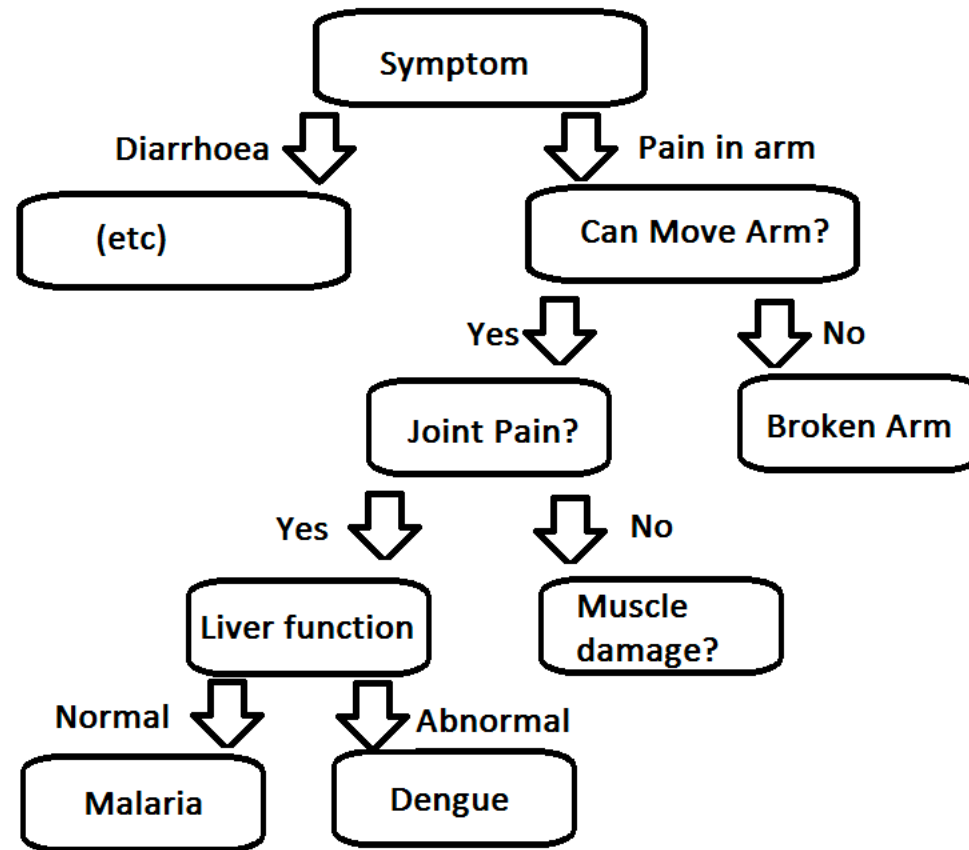 Symptom
Diarrhoea
Pain in arm
(etc)
Can Move Arm?
Yes
No
Joint Pain?
Broken Arm
Yes
No
Liver function
Muscle
damage?
Normal
Abnormal
Malaria
Dengue